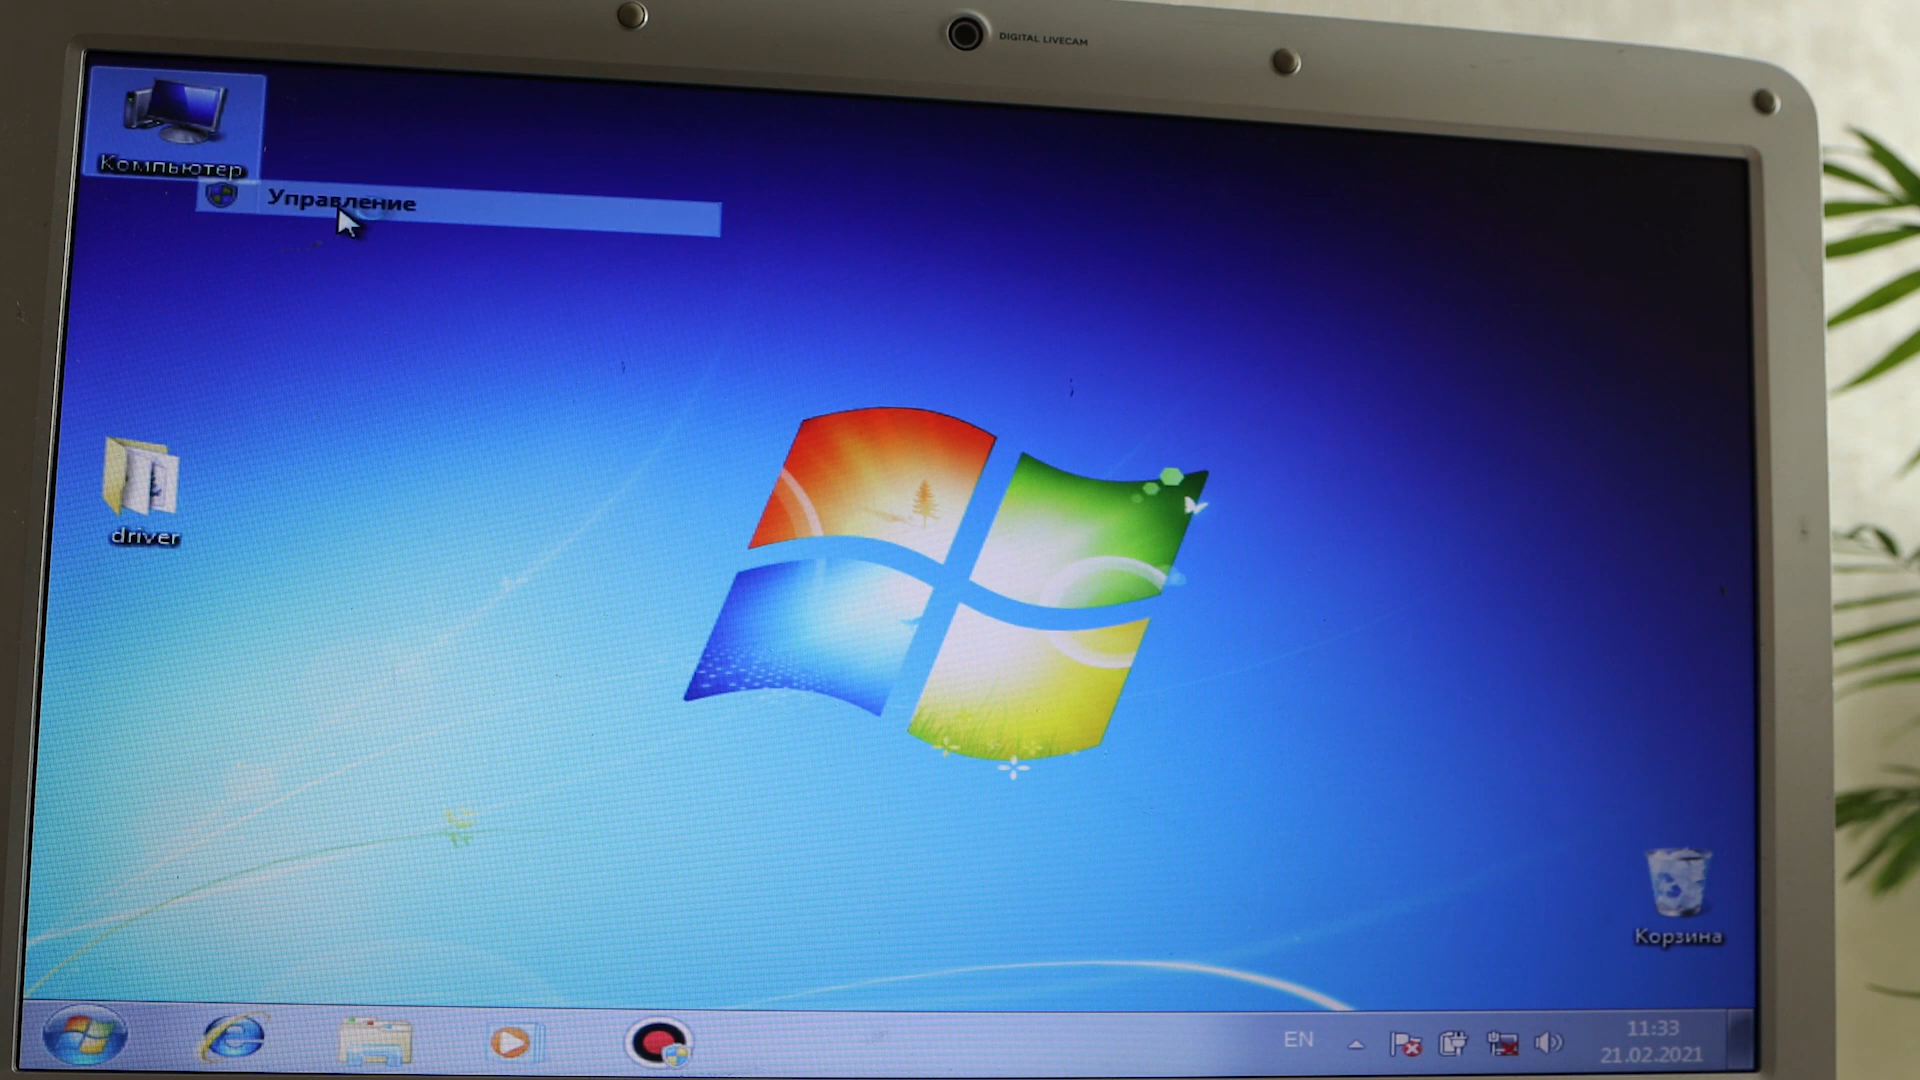 DIGITAL LIVECAM
Компьютер
Управление
driver
Корзина
EN
11:33
21.02.2021